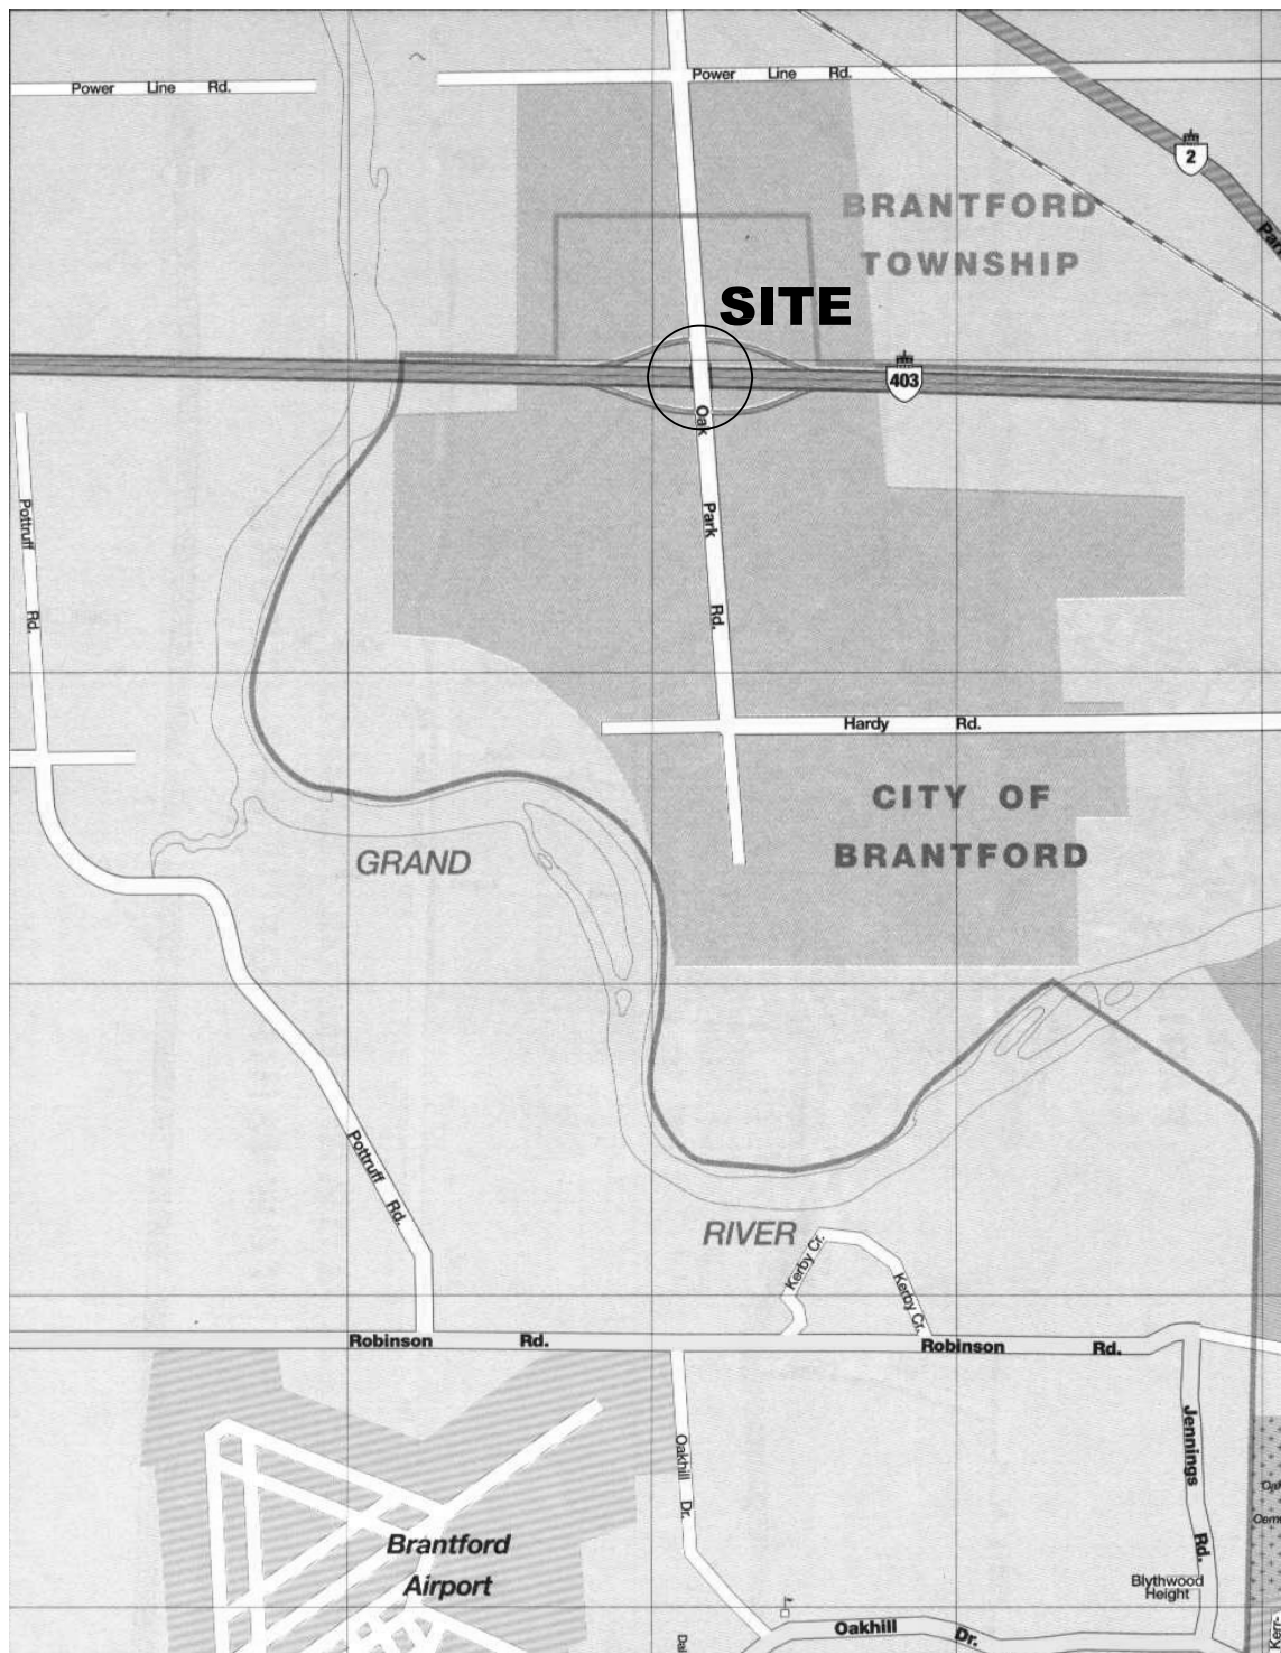 Power Line Rd.
Power Line Rd.
2
Park
BRANTFORD
TOWNSHIP
SITE
403
Oak
Park
Rd.
Pottruff
Rd.
Hardy Rd.
CITY OF
BRANTFORD
GRAND
Pottruff
Rd.
RIVER
Kerby Cr.
Kerby Cr.
Robinson Rd.
Robinson Rd.
Jennings
Rd.
Oakhill
Dr.
Brantford
Airport
Blythwood
Height
Oakhill Dr.